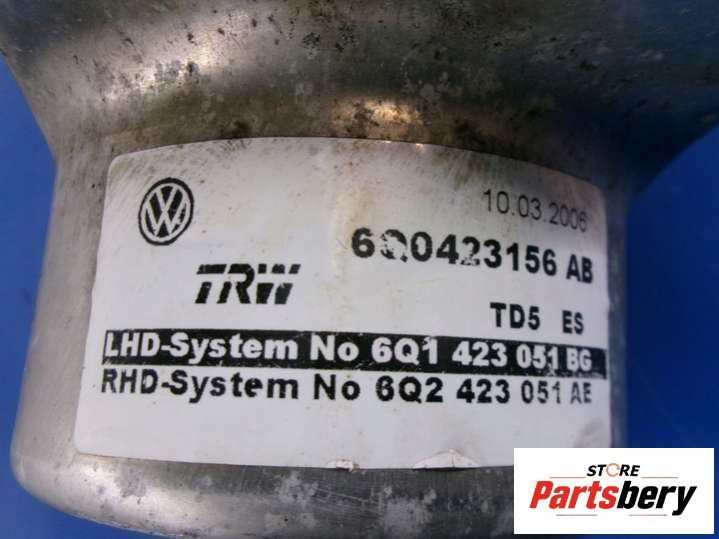 VW
10.03.2006
6Q0423156 AB
TRW
TD5 ES
LHD-System No 6Q1 423 051 BG
RHD-System No 6Q2 423 051 AE
STORE
Partsbery